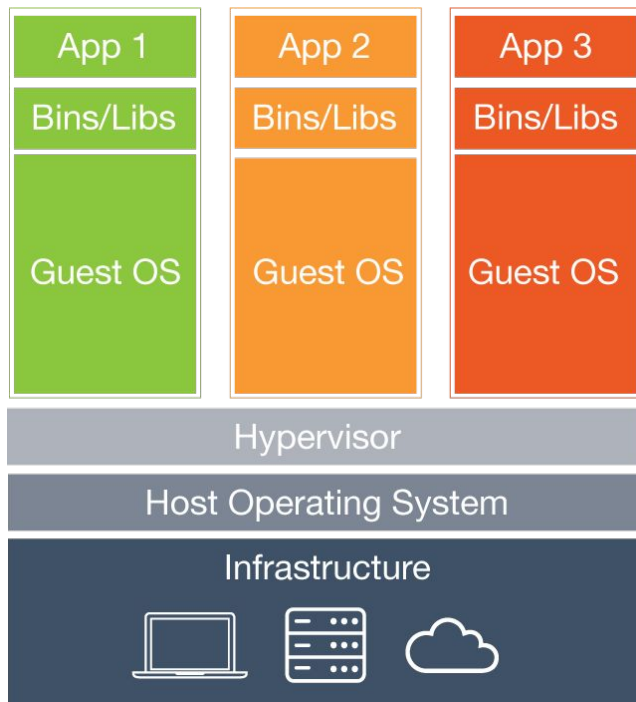 App 1
App 2
App 3
Bins/Libs
Bins/Libs
Bins/Libs
Guest OS
Guest OS
Guest OS
Hypervisor
Host Operating System
Infrastructure